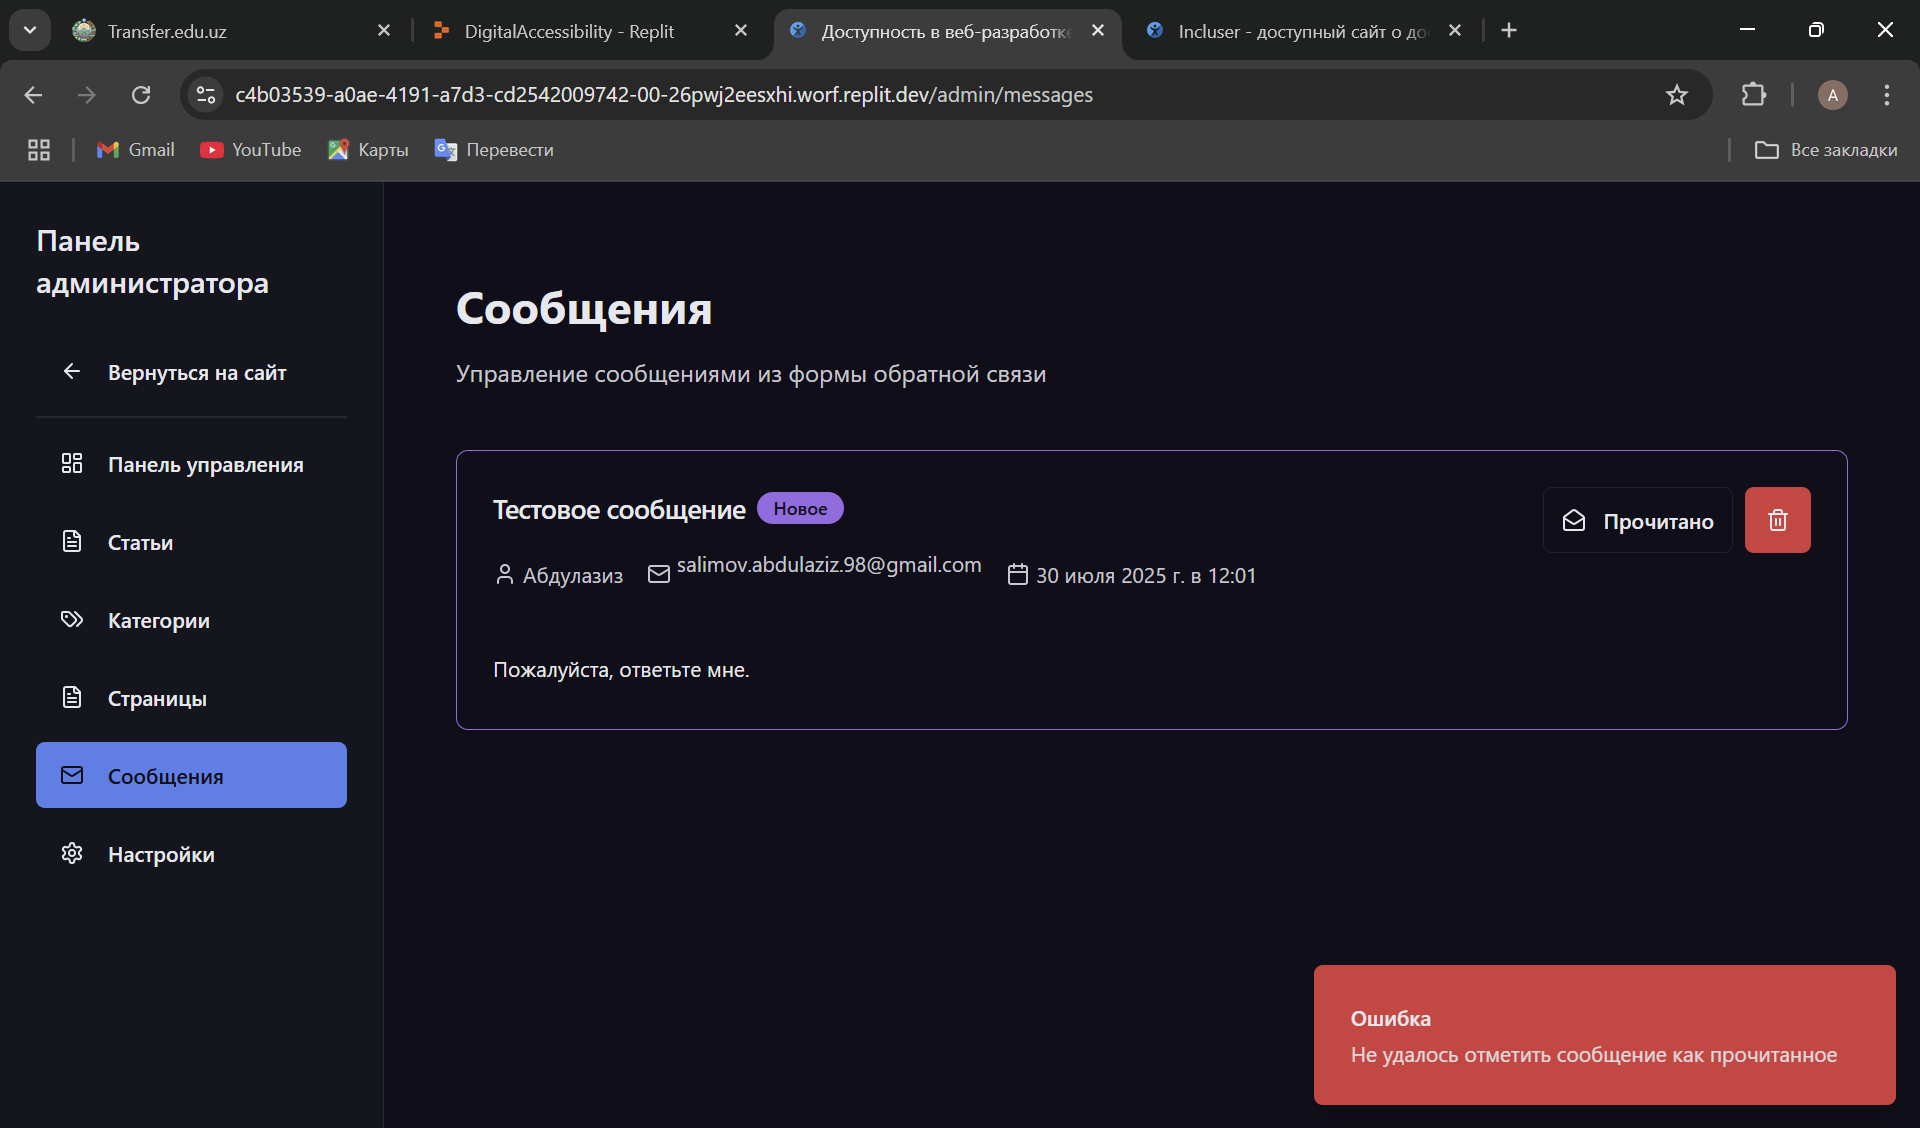 Transfer.edu.uz
DigitalAccessibility - Replit
Доступность в веб-разработке
Incluser - доступный сайт о до
c4b03539-a0ae-4191-a7d3-cd2542009742-00-26pwj2eesxhi.worf.replit.dev/admin/messages
A
Gmail
YouTube
Карты
Перевести
Все закладки
Панель
администратора
Вернуться на сайт
Панель управления
Статьи
Категории
Страницы
Сообщения
Настройки
Сообщения
Управление сообщениями из формы обратной связи
Тестовое сообщение
Новое
Прочитано
Абдулазиз
salimov.abdulaziz.98@gmail.com
30 июля 2025 г. в 12:01
Пожалуйста, ответьте мне.
Ошибка
Не удалось отметить сообщение как прочитанное